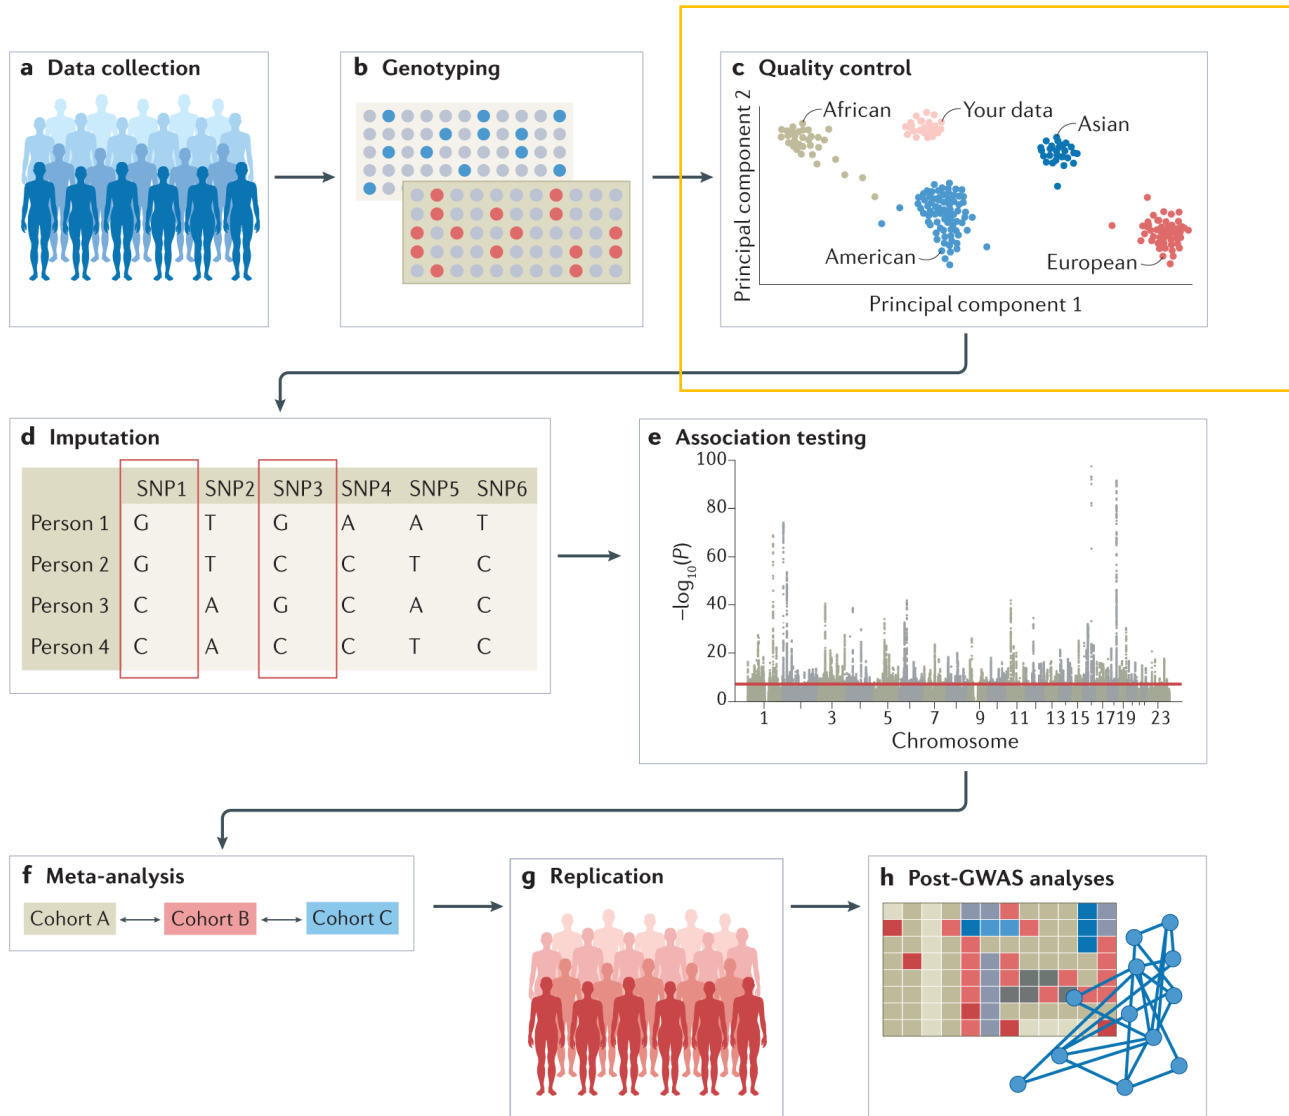 a Data collection
b Genotyping
c Quality control
Principal component 2
African
Your data
Asian
American
European
Principal component 1
d Imputation
SNP1 SNP2 SNP3 SNP4 SNP5 SNP6
Person 1 G T G A A T
Person 2 G T C C T C
Person 3 C A G C A C
Person 4 C A C C T C
e Association testing
100
80
60
40
20
0
–log10(P)
1 3 5 7 9 11 13 15 17 19 23
Chromosome
f Meta-analysis
Cohort A Cohort B Cohort C
g Replication
h Post-GWAS analyses